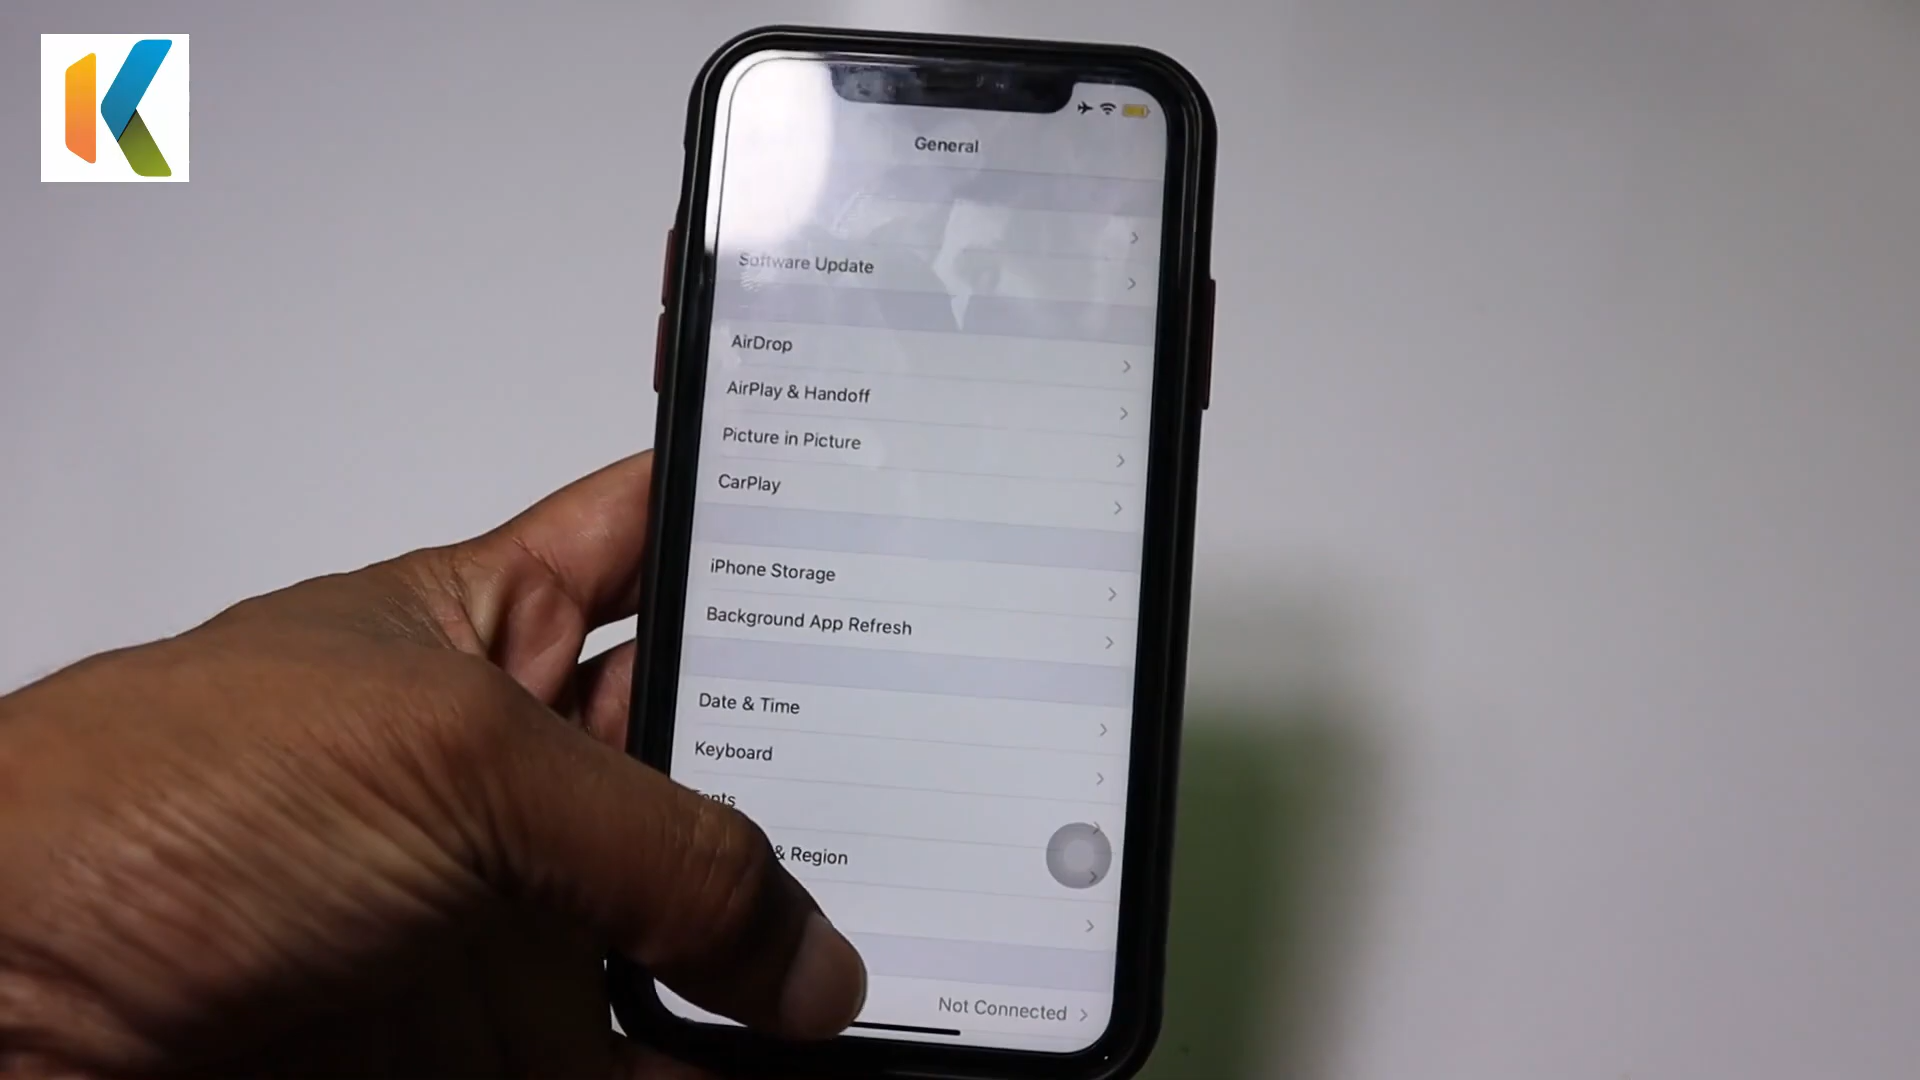 General
Software Update
AirDrop
AirPlay & Handoff
Picture in Picture
CarPlay
iPhone Storage
Background App Refresh
Date & Time
Keyboard
& Region
Not Connected